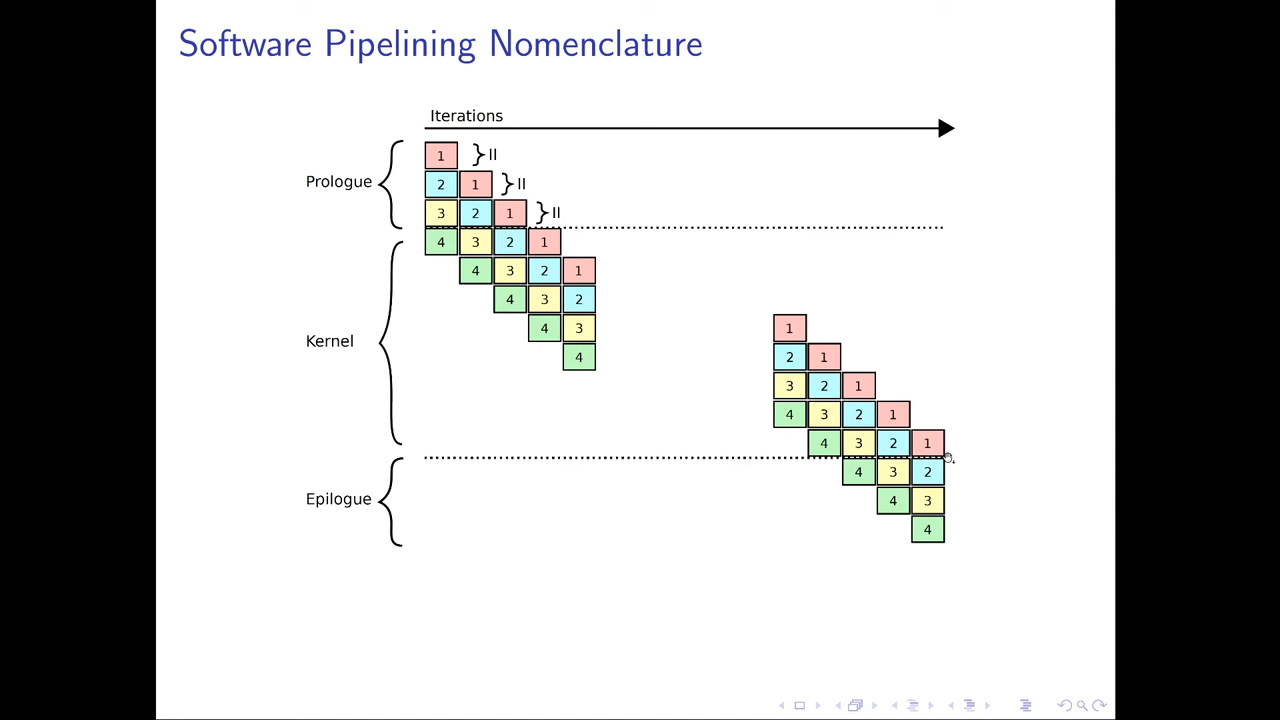 Software Pipelining Nomenclature
Iterations
1 II
Prologue 2 1 II
3 2 1 II
4 3 2 1
4 3 2 1
4 3 2
Kernel 4 3 1
4 2 1
3 2 1
4 3 2 1
4 3 2 1
4 3 2
Epilogue 4 3
4